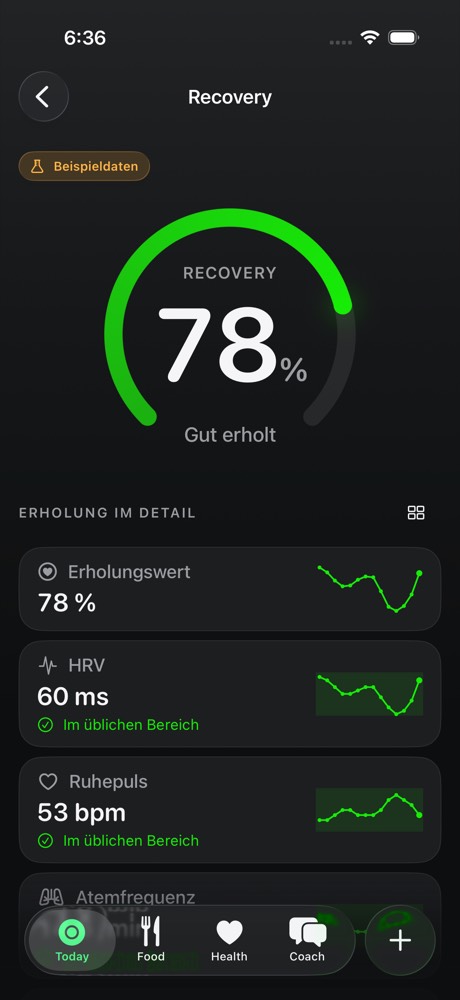 6:36
Recovery
Beispieldaten
RECOVERY
78%
Gut erholt
ERHOLUNG IM DETAIL
Erholungswert
78 %
HRV
60 ms
Im üblichen Bereich
Ruhepuls
53 bpm
Im üblichen Bereich
Atemfrequenz
Today
Food
Health
Coach